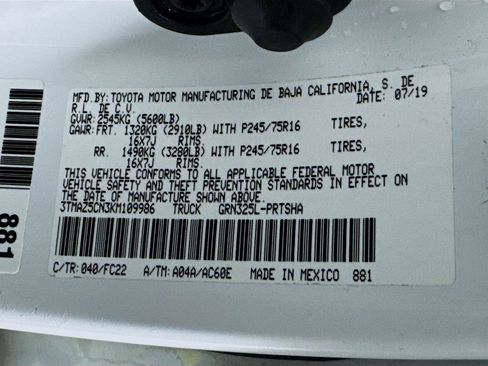 MFD.BY: TOYOTA MOTOR MANUFACTURING DE BAJA CALIFORNIA, S. DE
R.L. DE C.V. DATE: 07/19
GVWR: 2545KG (5600LB)
GAWR: FRT. 1320KG (2910LB) WITH P245/75R16 TIRES,
16X7J RIMS,
RR. 1490KG (3280LB) WITH P245/75R16 TIRES,
16X7J RIMS.
THIS VEHICLE CONFORMS TO ALL APPLICABLE FEDERAL MOTOR
VEHICLE SAFETY AND THEFT PREVENTION STANDARDS IN EFFECT ON
THE DATE OF MANUFACTURE SHOWN ABOVE.
3TMAZ5CN3KM109986 TRUCK GRN325L-PRTSHA
C/TR: 040/FC22 A/TM: A04A/AC60E MADE IN MEXICO 881
881